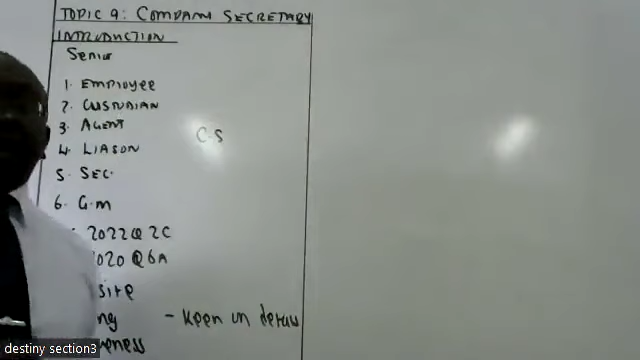 TOPIC 9: COMPANY SECRETARY
INTRODUCTION
Senior
1. EMPLOYEE
2. CUSTODIAN
3. AGENT
C.S
4. LIASON
5. SEC.
6. G.M
2022 Q 2C
2020 Q 6A
- Keen on details
destiny section3